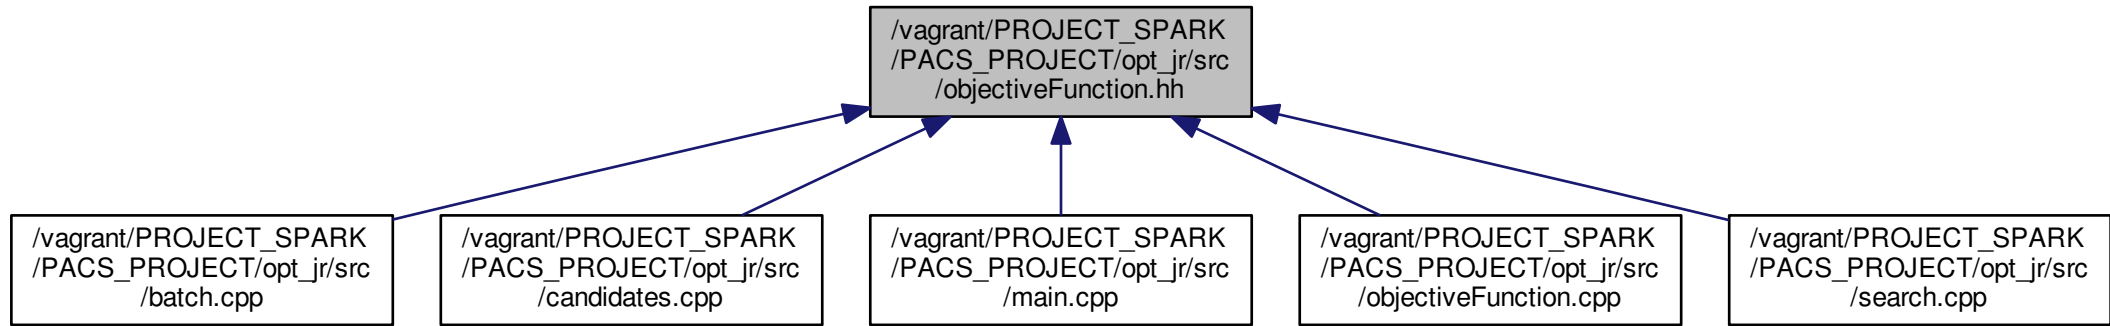 /vagrant/PROJECT_SPARK
/PACS_PROJECT/opt_jr/src
/objectiveFunction.hh
/vagrant/PROJECT_SPARK
/PACS_PROJECT/opt_jr/src
/batch.cpp
/vagrant/PROJECT_SPARK
/PACS_PROJECT/opt_jr/src
/candidates.cpp
/vagrant/PROJECT_SPARK
/PACS_PROJECT/opt_jr/src
/main.cpp
/vagrant/PROJECT_SPARK
/PACS_PROJECT/opt_jr/src
/objectiveFunction.cpp
/vagrant/PROJECT_SPARK
/PACS_PROJECT/opt_jr/src
/search.cpp